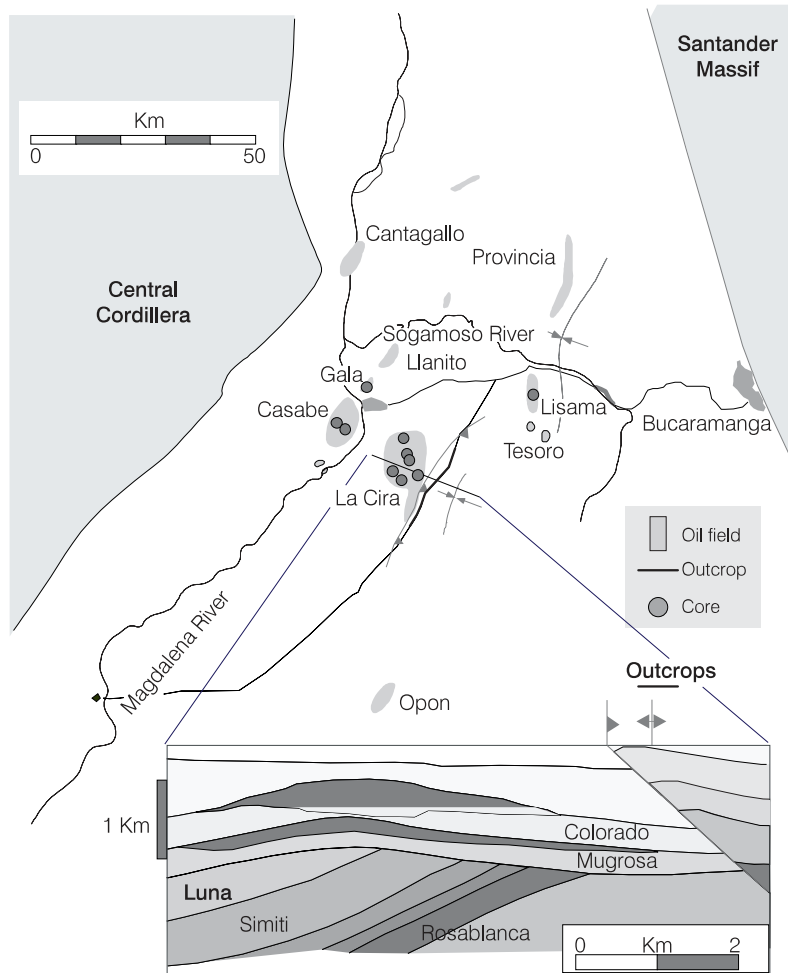 Santander
Massif
Km
0 50
Cantagallo
Provincia
Central
Cordillera
Sogamoso River
Llanito
Gala
Casabe
Lisama
Bucaramanga
Tesoro
La Cira
Oil field
Outcrop
Core
Magdalena River
Outcrops
Opon
1 Km
Colorado
Mugrosa
Luna
Simiti
Rosablanca
0 Km 2